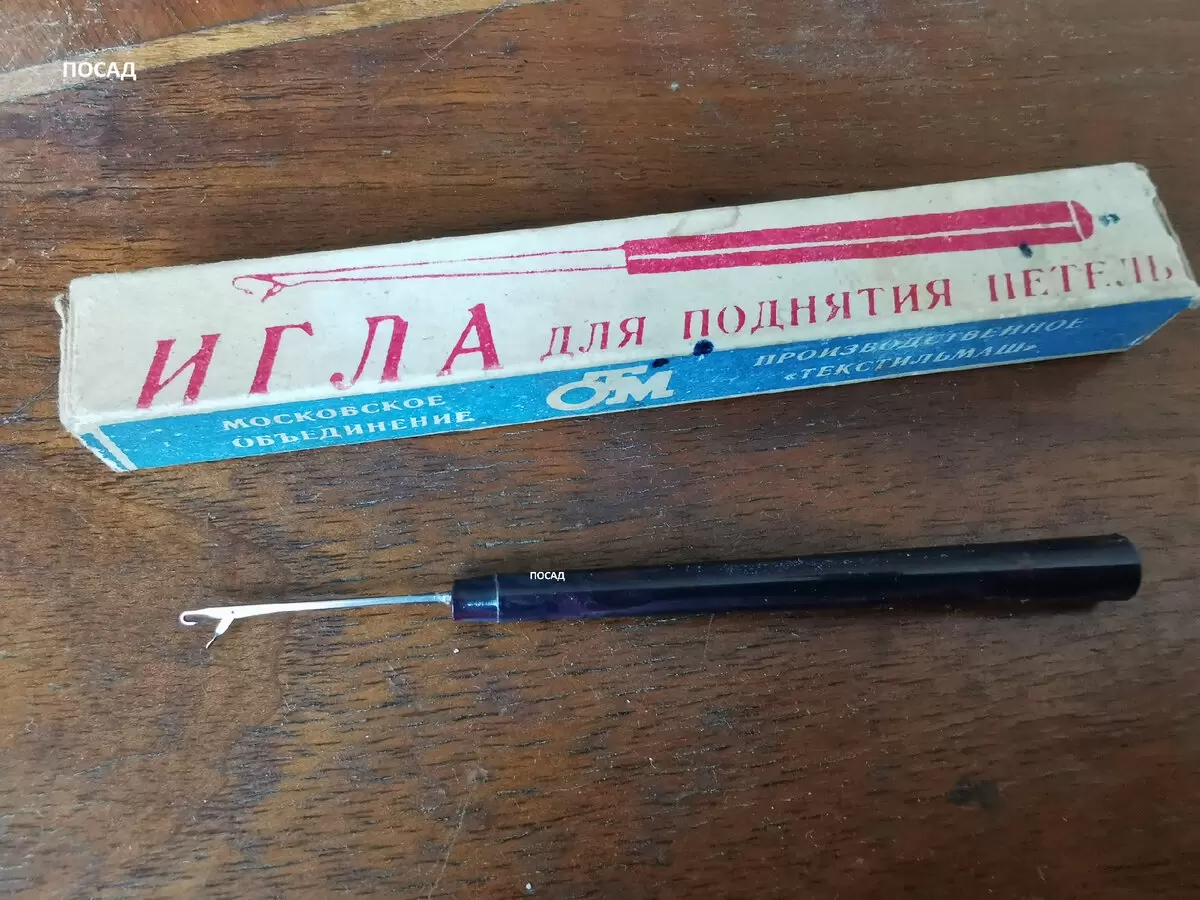 ПОСАД
ИГЛА ДЛЯ ПОДНЯТИЯ ПЕТЕЛЬ
МОСКОВСКОЕ
ОБЪЕДИНЕНИЕ
ОТМ
ПРОИЗВОДСТВЕННОЕ
«ТЕКСТИЛЬМАШ»
ПОСАД